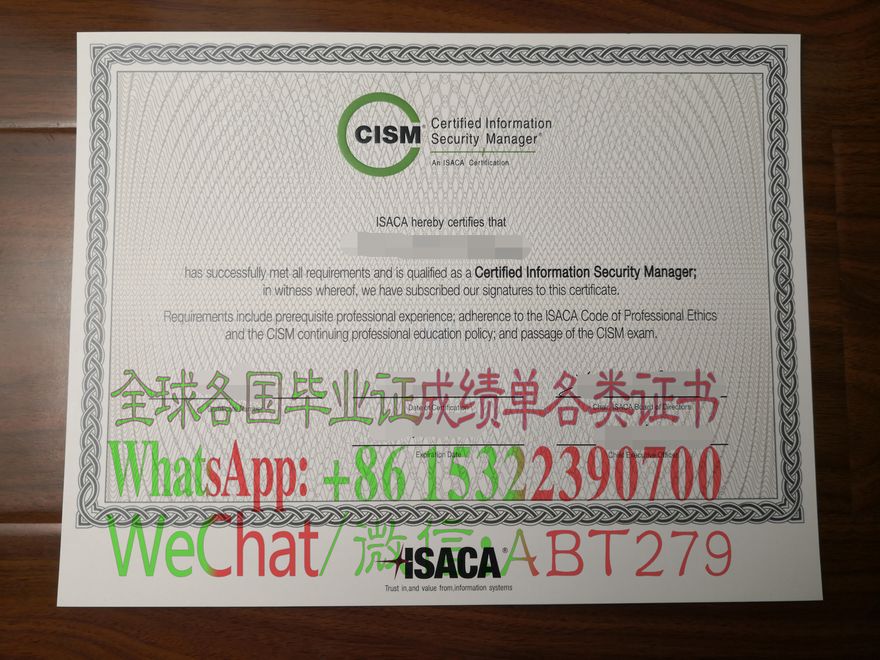 CISM® Certified Information
Security Manager®
An ISACA Certification
ISACA hereby certifies that
has successfully met all requirements and is qualified as a Certified Information Security Manager;
in witness whereof, we have subscribed our signatures to this certificate.
Requirements include prerequisite professional experience; adherence to the ISACA Code of Professional Ethics
and the CISM continuing professional education policy; and passage of the CISM exam.
全球各国毕业证成绩单各类证书
Date of Certification Chair, ISACA Board of Directors
Expiration Date Chief Executive Officer
WhatsApp: +86 15322390700
WeChat/微信:ABT279
ISACA®
Trust in, and value from, information systems